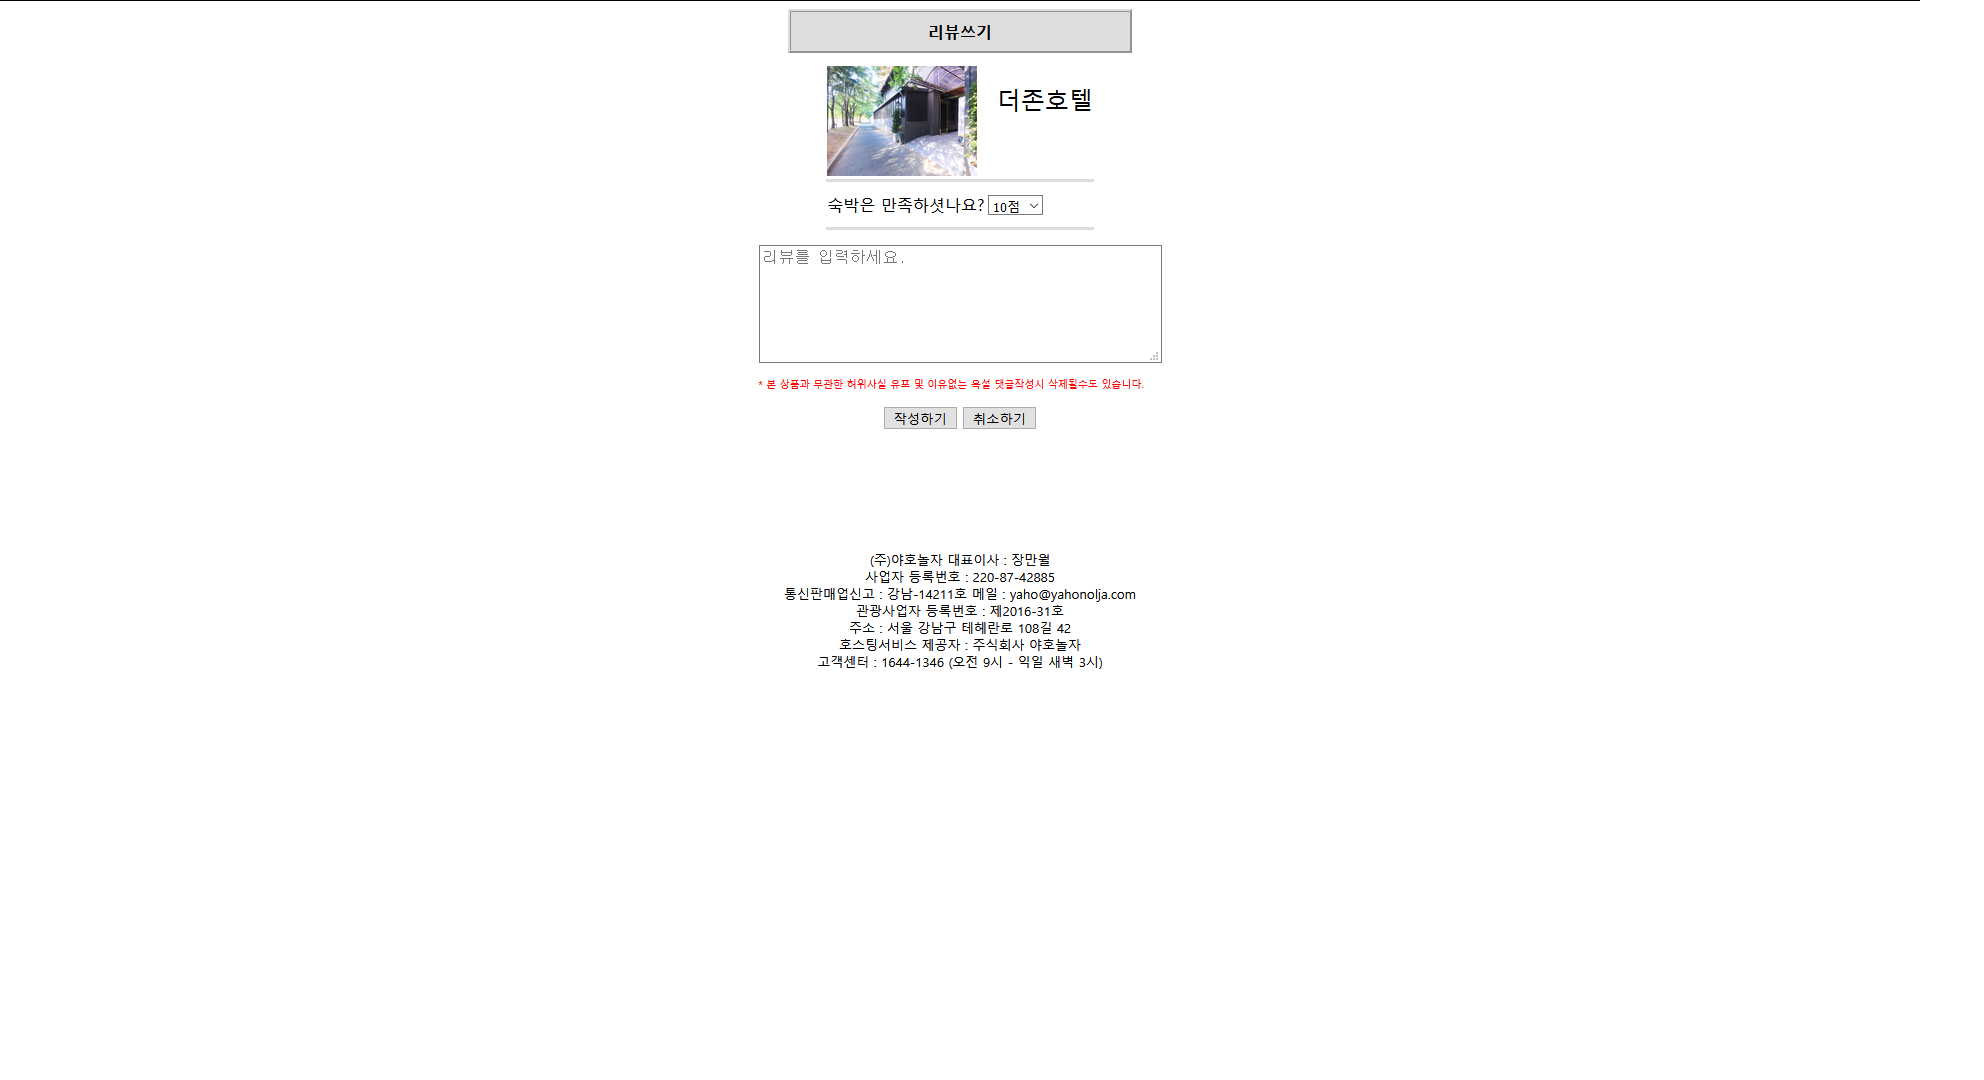 리뷰쓰기
더존호텔
숙박은 만족하셧나요? 10점
리뷰를 입력하세요.
* 본 상품과 무관한 허위사실 유포 및 이유없는 욕설 댓글작성시 삭제될수도 있습니다.
작성하기 취소하기
(주)야호놀자 대표이사 : 장만월
사업자 등록번호 : 220-87-42885
통신판매업신고 : 강남-14211호 메일 : yaho@yahonolja.com
관광사업자 등록번호 : 제2016-31호
주소 : 서울 강남구 테헤란로 108길 42
호스팅서비스 제공자 : 주식회사 야호놀자
고객센터 : 1644-1346 (오전 9시 - 익일 새벽 3시)